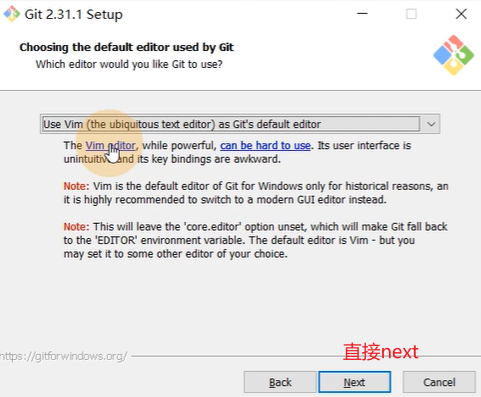 Git 2.31.1 Setup
Choosing the default editor used by Git
Which editor would you like Git to use?
Use Vim (the ubiquitous text editor) as Git's default editor
The Vim editor, while powerful, can be hard to use. Its user interface is
unintuitive and its key bindings are awkward.
Note: Vim is the default editor of Git for Windows only for historical reasons, an
it is highly recommended to switch to a modern GUI editor instead.
Note: This will leave the 'core.editor' option unset, which will make Git fall back
to the 'EDITOR' environment variable. The default editor is Vim - but you
may set it to some other editor of your choice.
直接next
https://gitforwindows.org/
Back
Next
Cancel